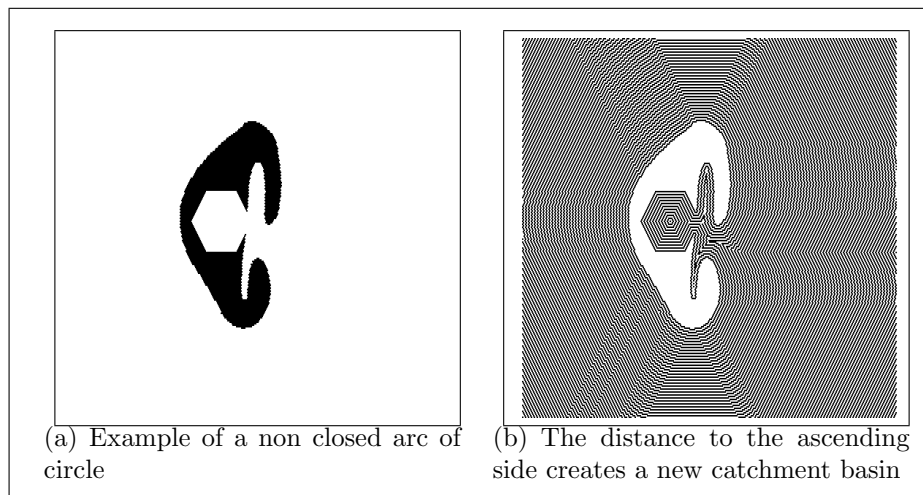 (a) Example of a non closed arc of
circle
(b) The distance to the ascending
side creates a new catchment basin